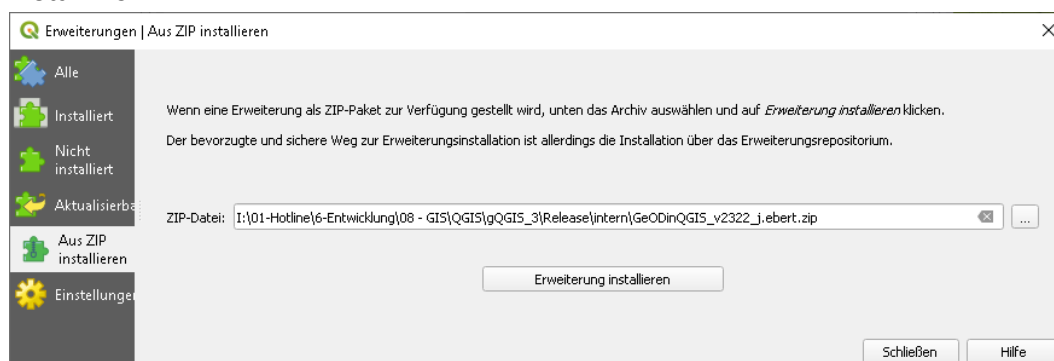 Erweiterungen | Aus ZIP installieren
Alle
Installiert
Nicht
installiert
Aktualisierba
Aus ZIP
installieren
Einstellunge
Wenn eine Erweiterung als ZIP-Paket zur Verfügung gestellt wird, unten das Archiv auswählen und auf Erweiterung installieren klicken.
Der bevorzugte und sichere Weg zur Erweiterungsinstallation ist allerdings die Installation über das Erweiterungsrepositorium.
ZIP-Datei: I:\01-Hotline\6-Entwicklung\08 - GIS\QGIS\gQGIS_3\Release\intern\GeODinQGIS_v2322_j.ebert.zip ...
Erweiterung installieren
Schließen Hilfe